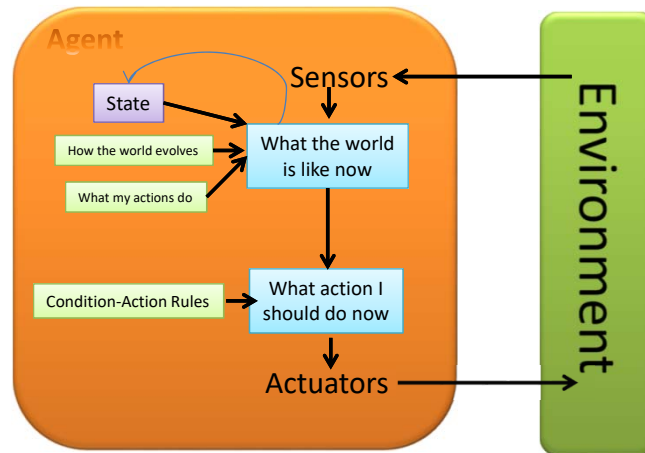 Agent
Sensors
State
How the world evolves
What the world
is like now
What my actions do
Condition-Action Rules
What action I
should do now
Actuators
Environment